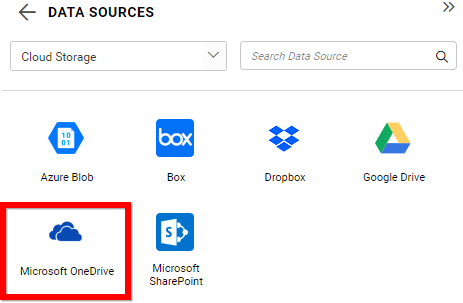 DATA SOURCES
Cloud Storage
Search Data Source
10
01
box
Azure Blob
Box
Dropbox
Google Drive
S
Microsoft OneDrive
Microsoft
SharePoint